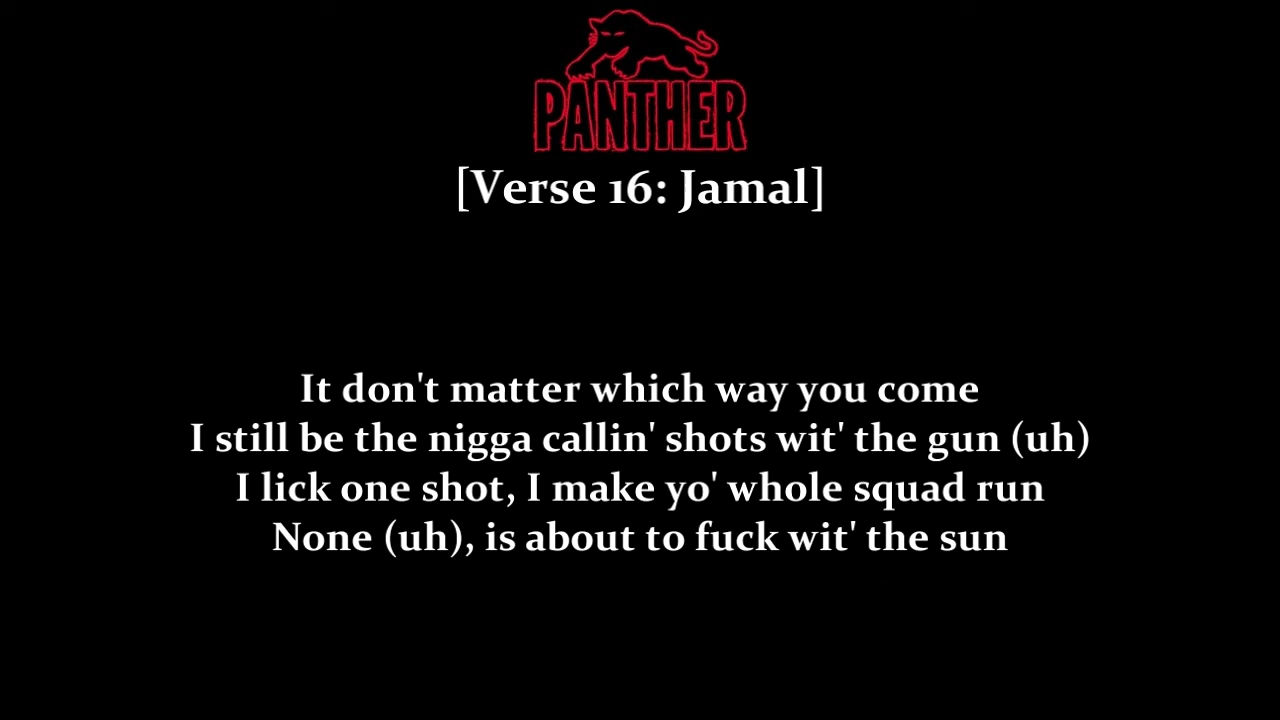 PANTHER
[Verse 16: Jamal]
It don't matter which way you come
I still be the nigga callin' shots wit' the gun (uh)
I lick one shot, I make yo' whole squad run
None (uh), is about to fuck wit' the sun